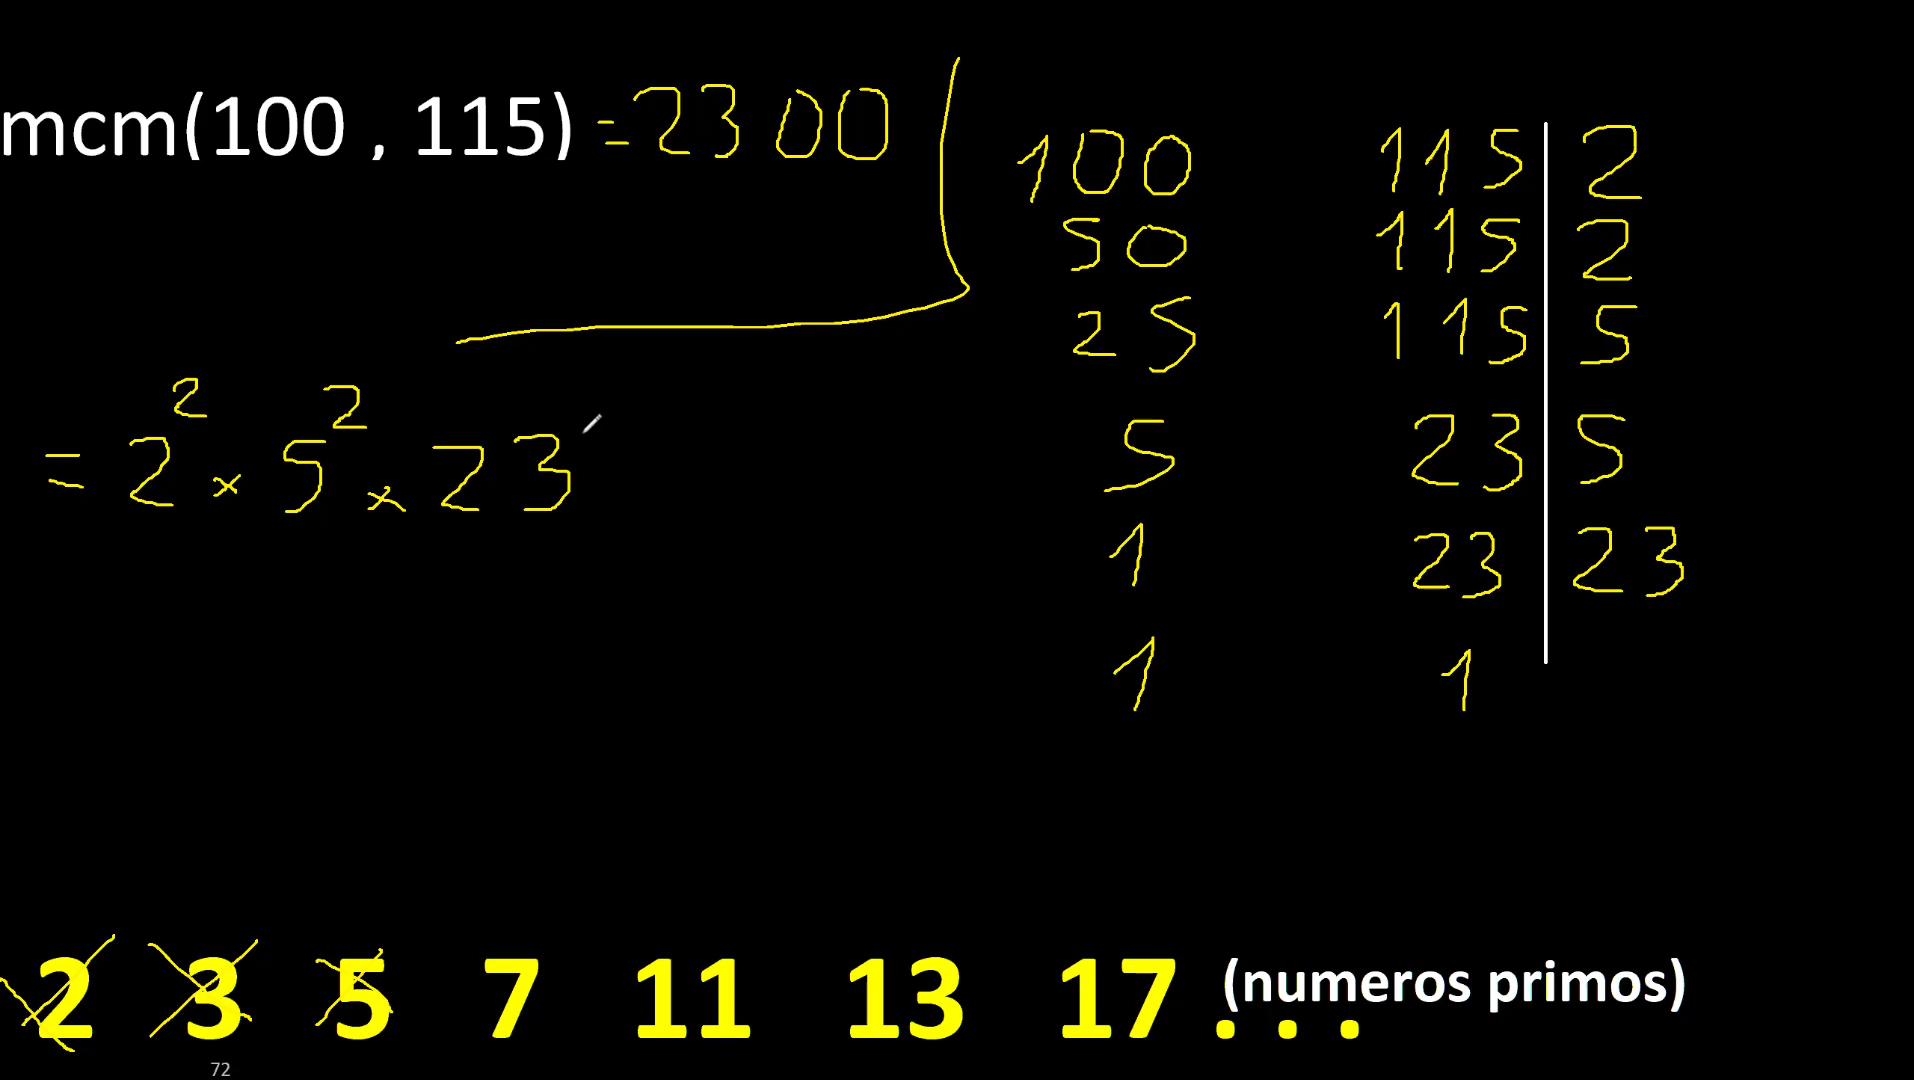 mcm(100 , 115) = 2300
= 2² × 5² × 23
100 115 | 2
50 115 | 2
25 115 | 5
5 23 | 5
1 23 | 23
1 1
2 3 5 7 11 13 17 . . . (numeros primos)
72